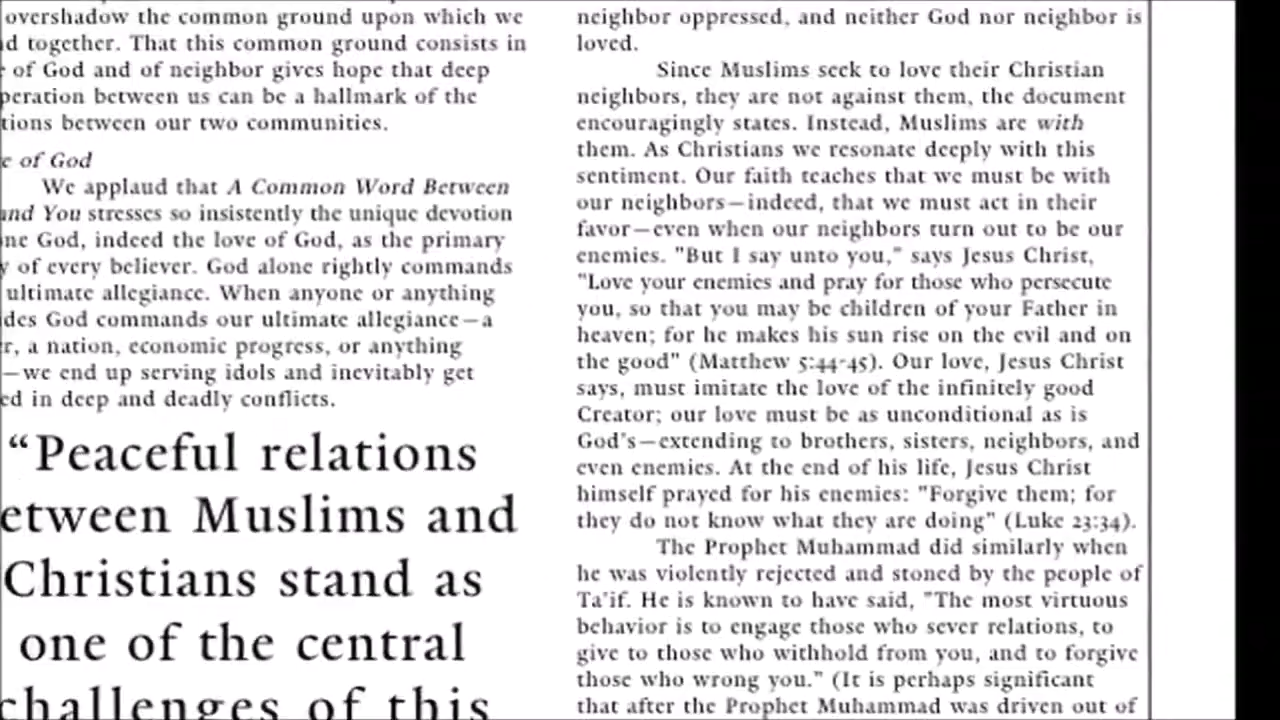 overshadow the common ground upon which we
d together. That this common ground consists in
of God and of neighbor gives hope that deep
peration between us can be a hallmark of the
tions between our two communities.
e of God
We applaud that A Common Word Between
and You stresses so insistently the unique devotion
ne God, indeed the love of God, as the primary
y of every believer. God alone rightly commands
ultimate allegiance. When anyone or anything
des God commands our ultimate allegiance—a
r, a nation, economic progress, or anything
—we end up serving idols and inevitably get
ed in deep and deadly conflicts.
“Peaceful relations
etween Muslims and
Christians stand as
one of the central
challenges of this
neighbor oppressed, and neither God nor neighbor is
loved.
Since Muslims seek to love their Christian
neighbors, they are not against them, the document
encouragingly states. Instead, Muslims are with
them. As Christians we resonate deeply with this
sentiment. Our faith teaches that we must be with
our neighbors—indeed, that we must act in their
favor—even when our neighbors turn out to be our
enemies. "But I say unto you," says Jesus Christ,
"Love your enemies and pray for those who persecute
you, so that you may be children of your Father in
heaven; for he makes his sun rise on the evil and on
the good" (Matthew 5:44-45). Our love, Jesus Christ
says, must imitate the love of the infinitely good
Creator; our love must be as unconditional as is
God's—extending to brothers, sisters, neighbors, and
even enemies. At the end of his life, Jesus Christ
himself prayed for his enemies: "Forgive them; for
they do not know what they are doing" (Luke 23:34).
The Prophet Muhammad did similarly when
he was violently rejected and stoned by the people of
Ta'if. He is known to have said, "The most virtuous
behavior is to engage those who sever relations, to
give to those who withhold from you, and to forgive
those who wrong you." (It is perhaps significant
that after the Prophet Muhammad was driven out of